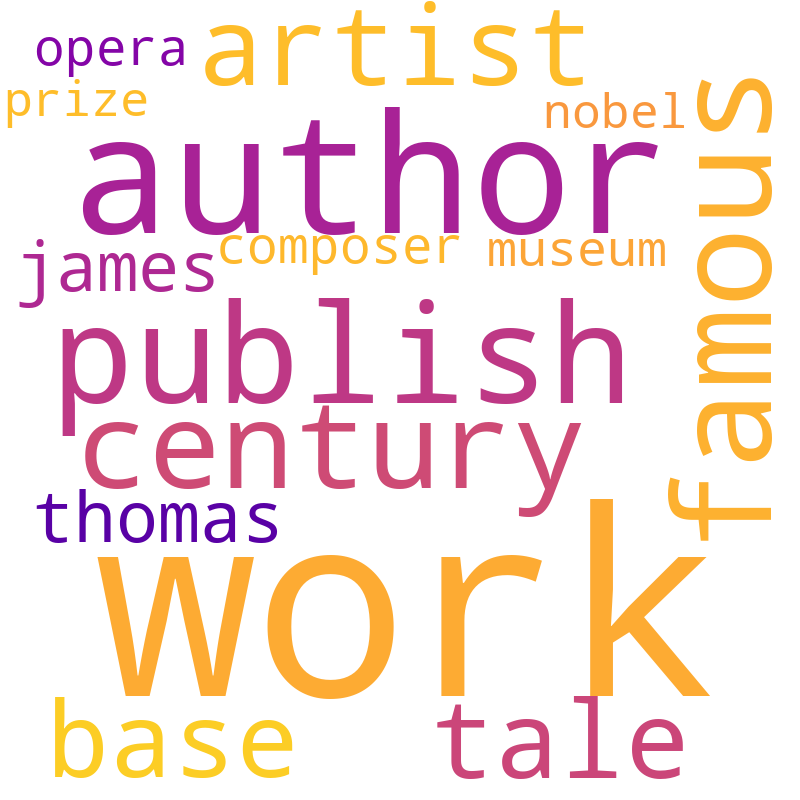 opera
artist
prize
nobel
author
famous
composer
museum
james
publish
century
thomas
work
base
tale